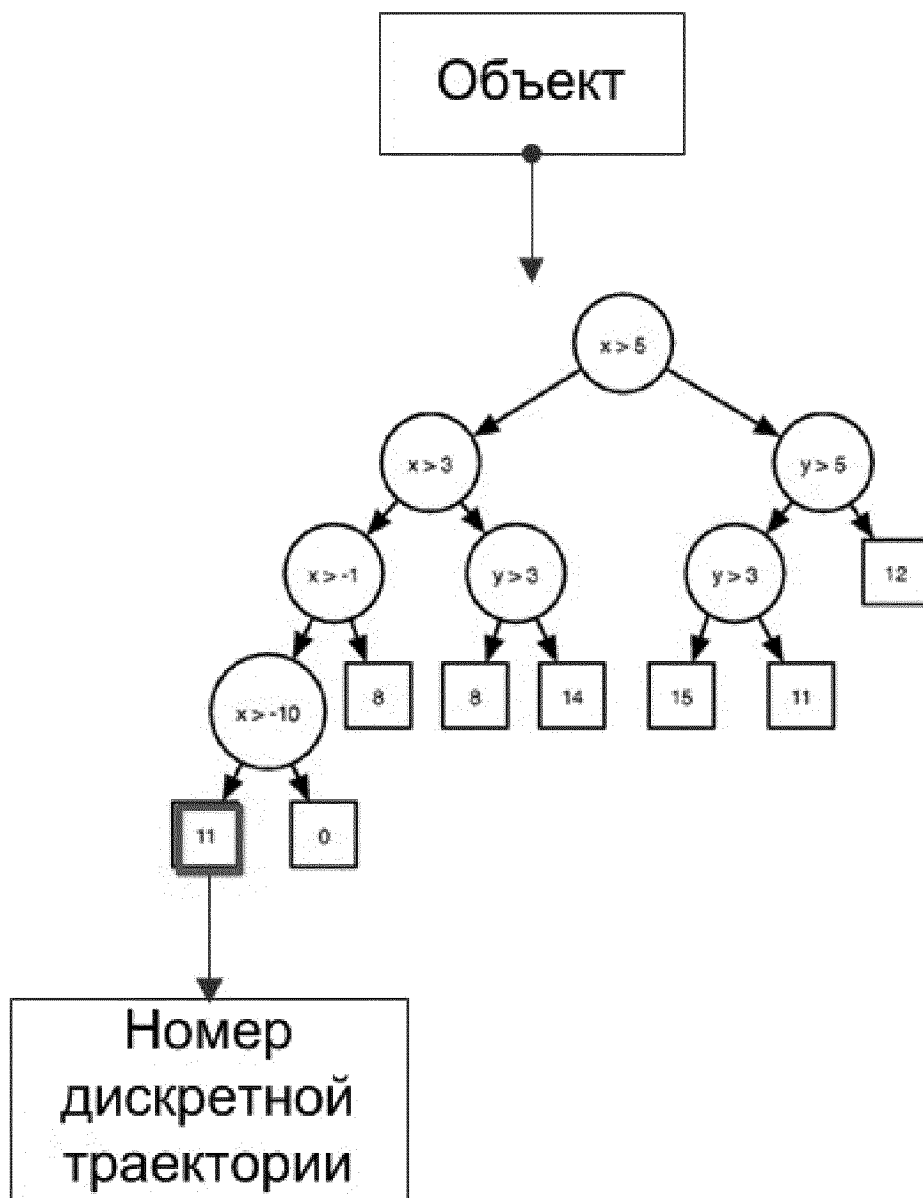 Объект
x > 5
x > 3
y > 5
x > -1
y > 3
y > 3
12
x > -10
8
8
14
15
11
11
0
Номер
дискретной
траектории